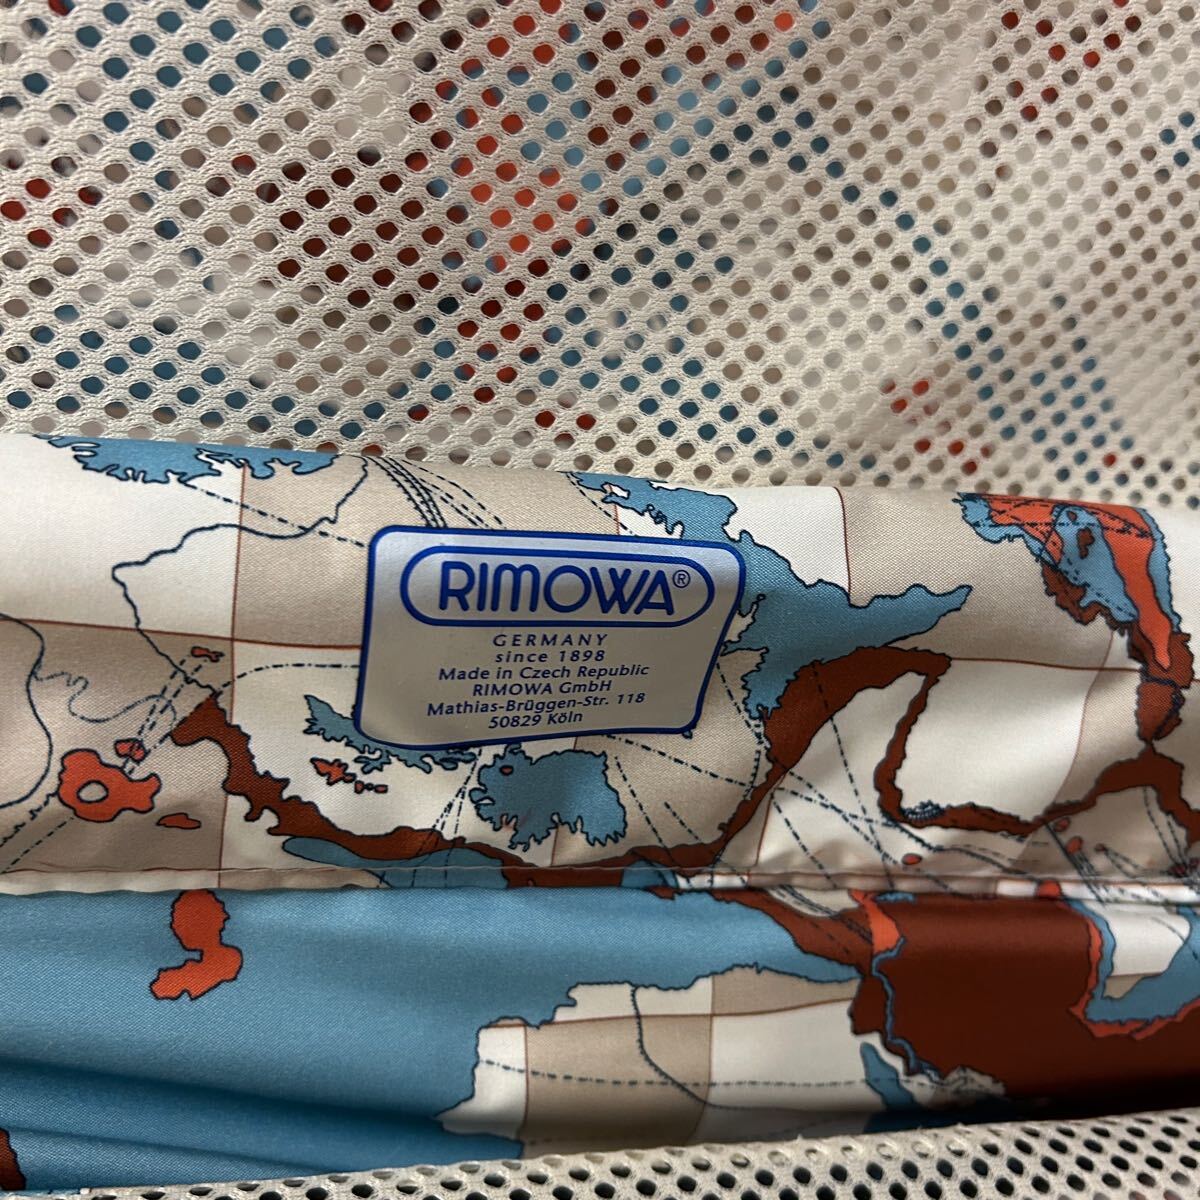 RIMOWA®
GERMANY
since 1898
Made in Czech Republic
RIMOWA GmbH
Mathias-Brüggen-Str. 118
50829 Köln